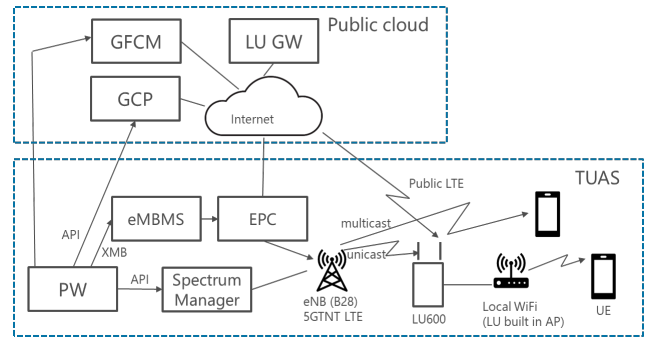 Public cloud
GFCM
LU GW
GCP
Internet
TUAS
Public LTE
eMBMS
EPC
multicast
API
XMB
unicast
PW
API
Spectrum
Manager
eNB (B28)
5GTNT LTE
LU600
Local WiFi
(LU built in AP)
UE